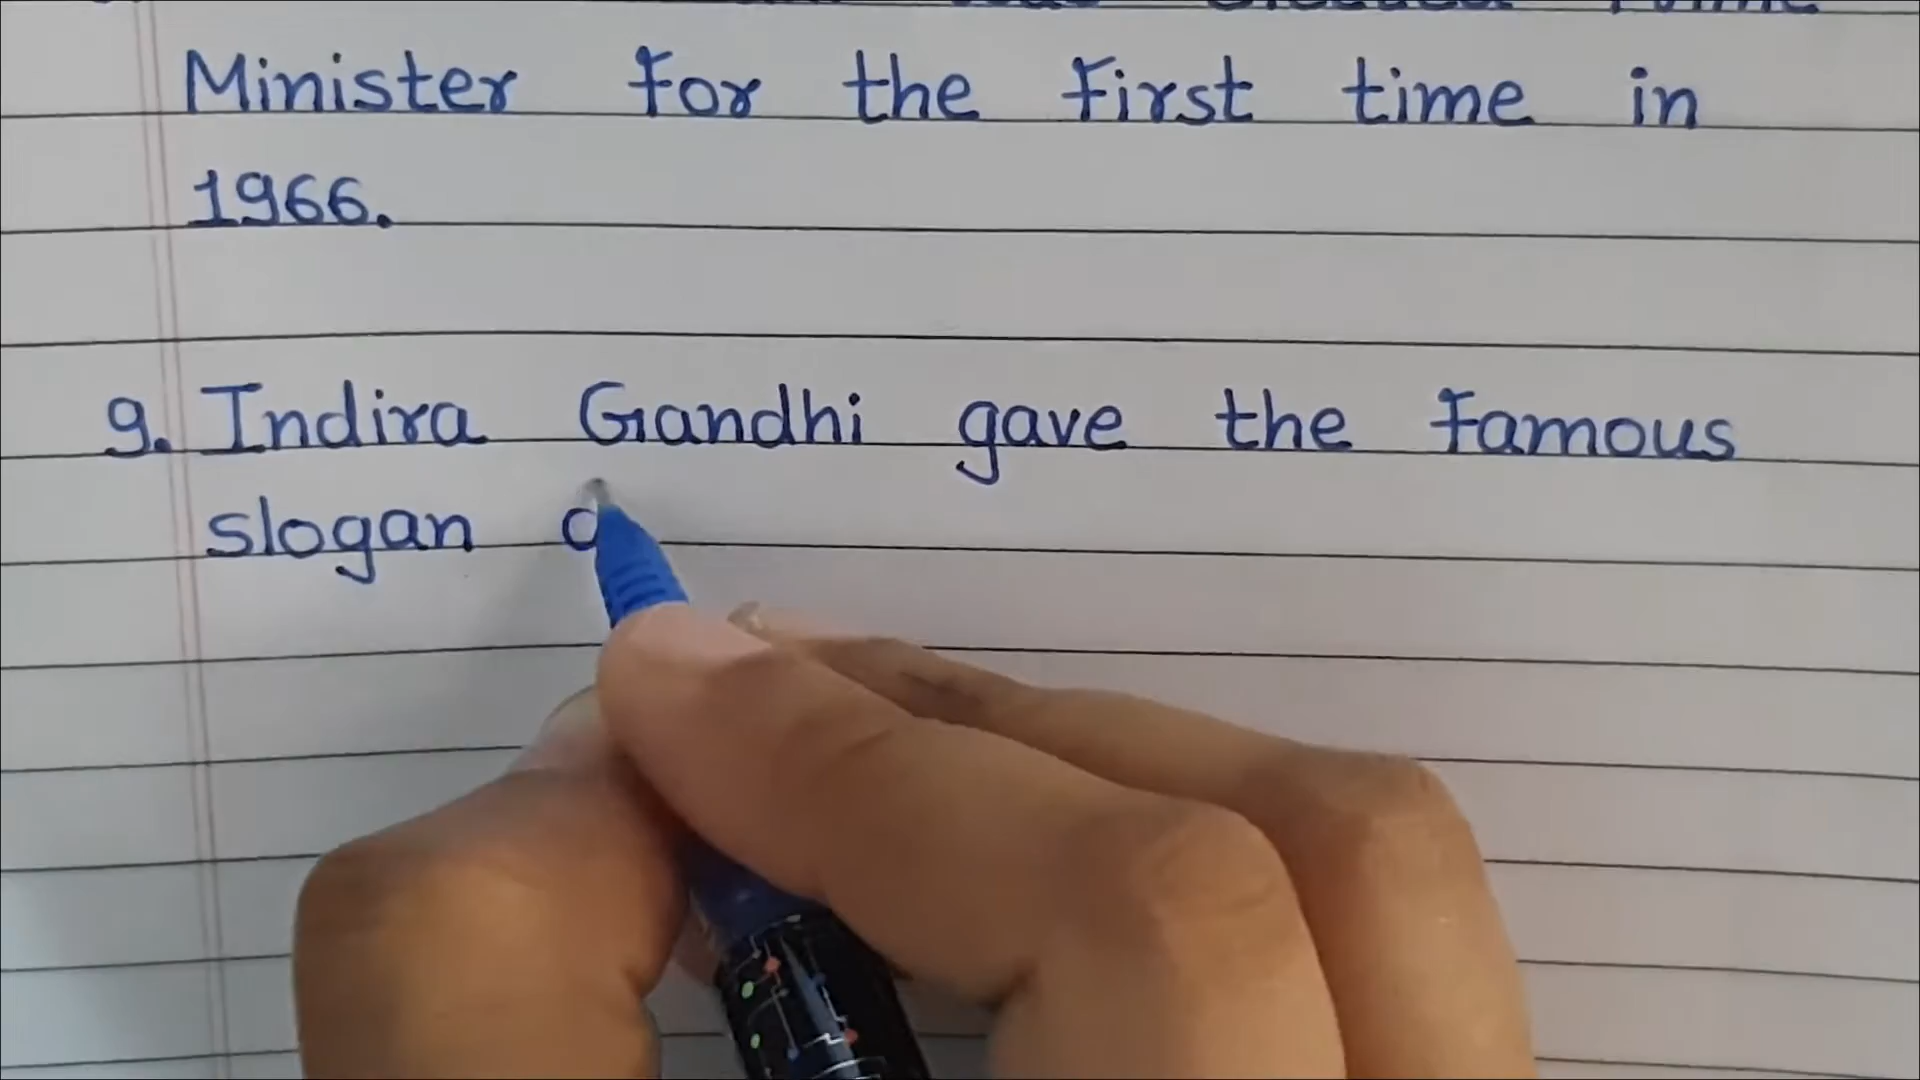 Minister for the first time in
1966.
9. Indira Gandhi gave the famous
slogan